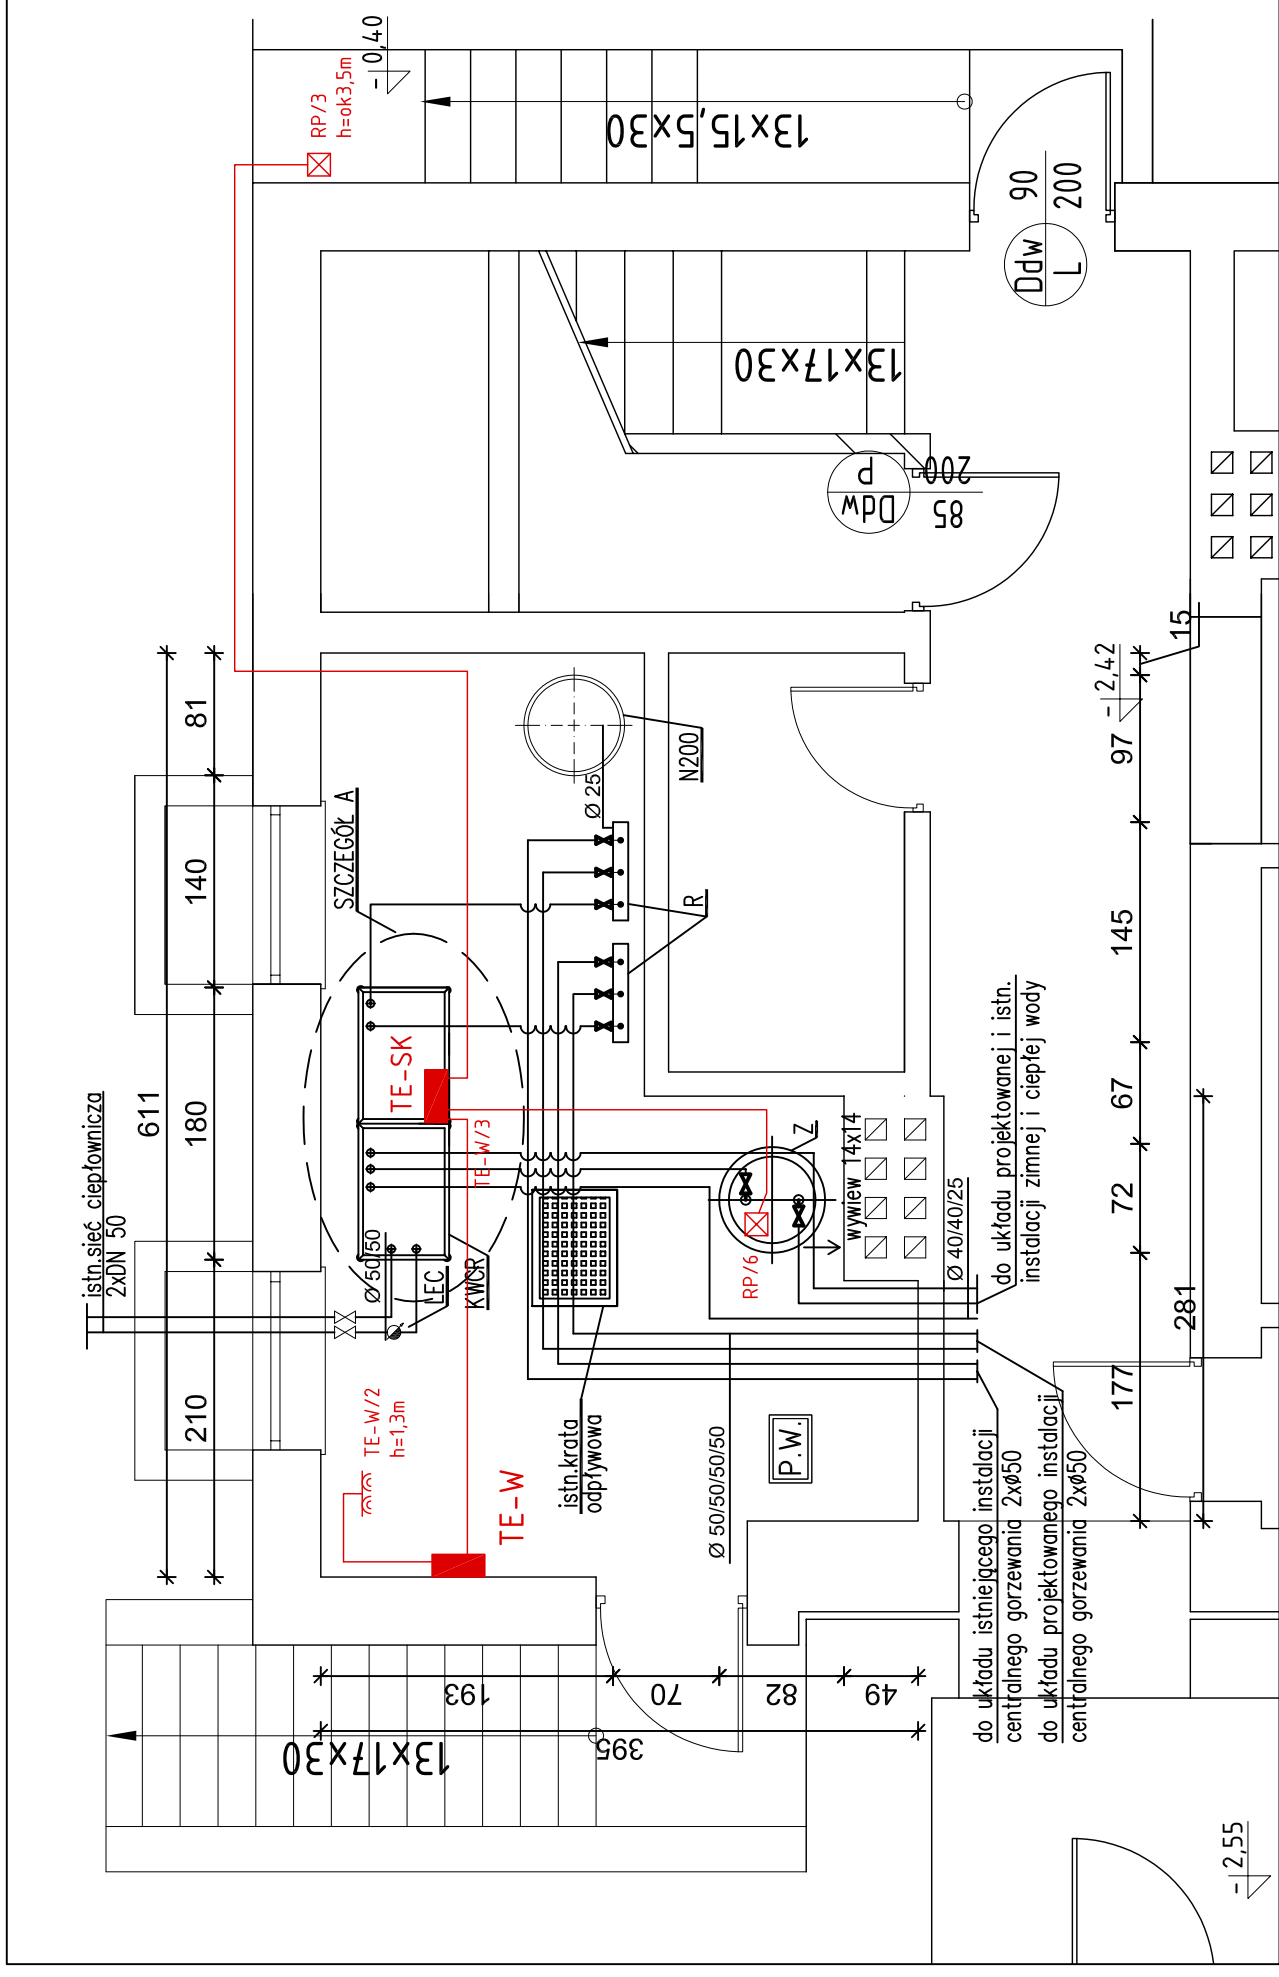 RP/3
h=ok3,5m
- 0,40
13x15,5x30
Ddw
L
90
200
13x17x30
Ddw
P
85
200
15
- 2,42
611
81
140
180
210
istn.sieć ciepłownicza
2xDN 50
SZCZEGÓŁ A
N200
Ø 25
R
TE-SK
TE-W/3
Ø 50/50
LEC
KWCR
TE-W/2
h=1,3m
TE-W
istn.krata
odpływowa
RP/6
Z
wywiew 14x14
Ø 40/40/25
Ø 50/50/50/50
P.W.
do układu projektowanej i istn.
instalacji zimnej i ciepłej wody
97
145
67
72
177
281
do układu istniejącego instalacji
centralnego gorzewania 2xø50
do układu projektowanego instalacji
centralnego gorzewania 2xø50
193
70
82
49
395
13x17x30
- 2,55